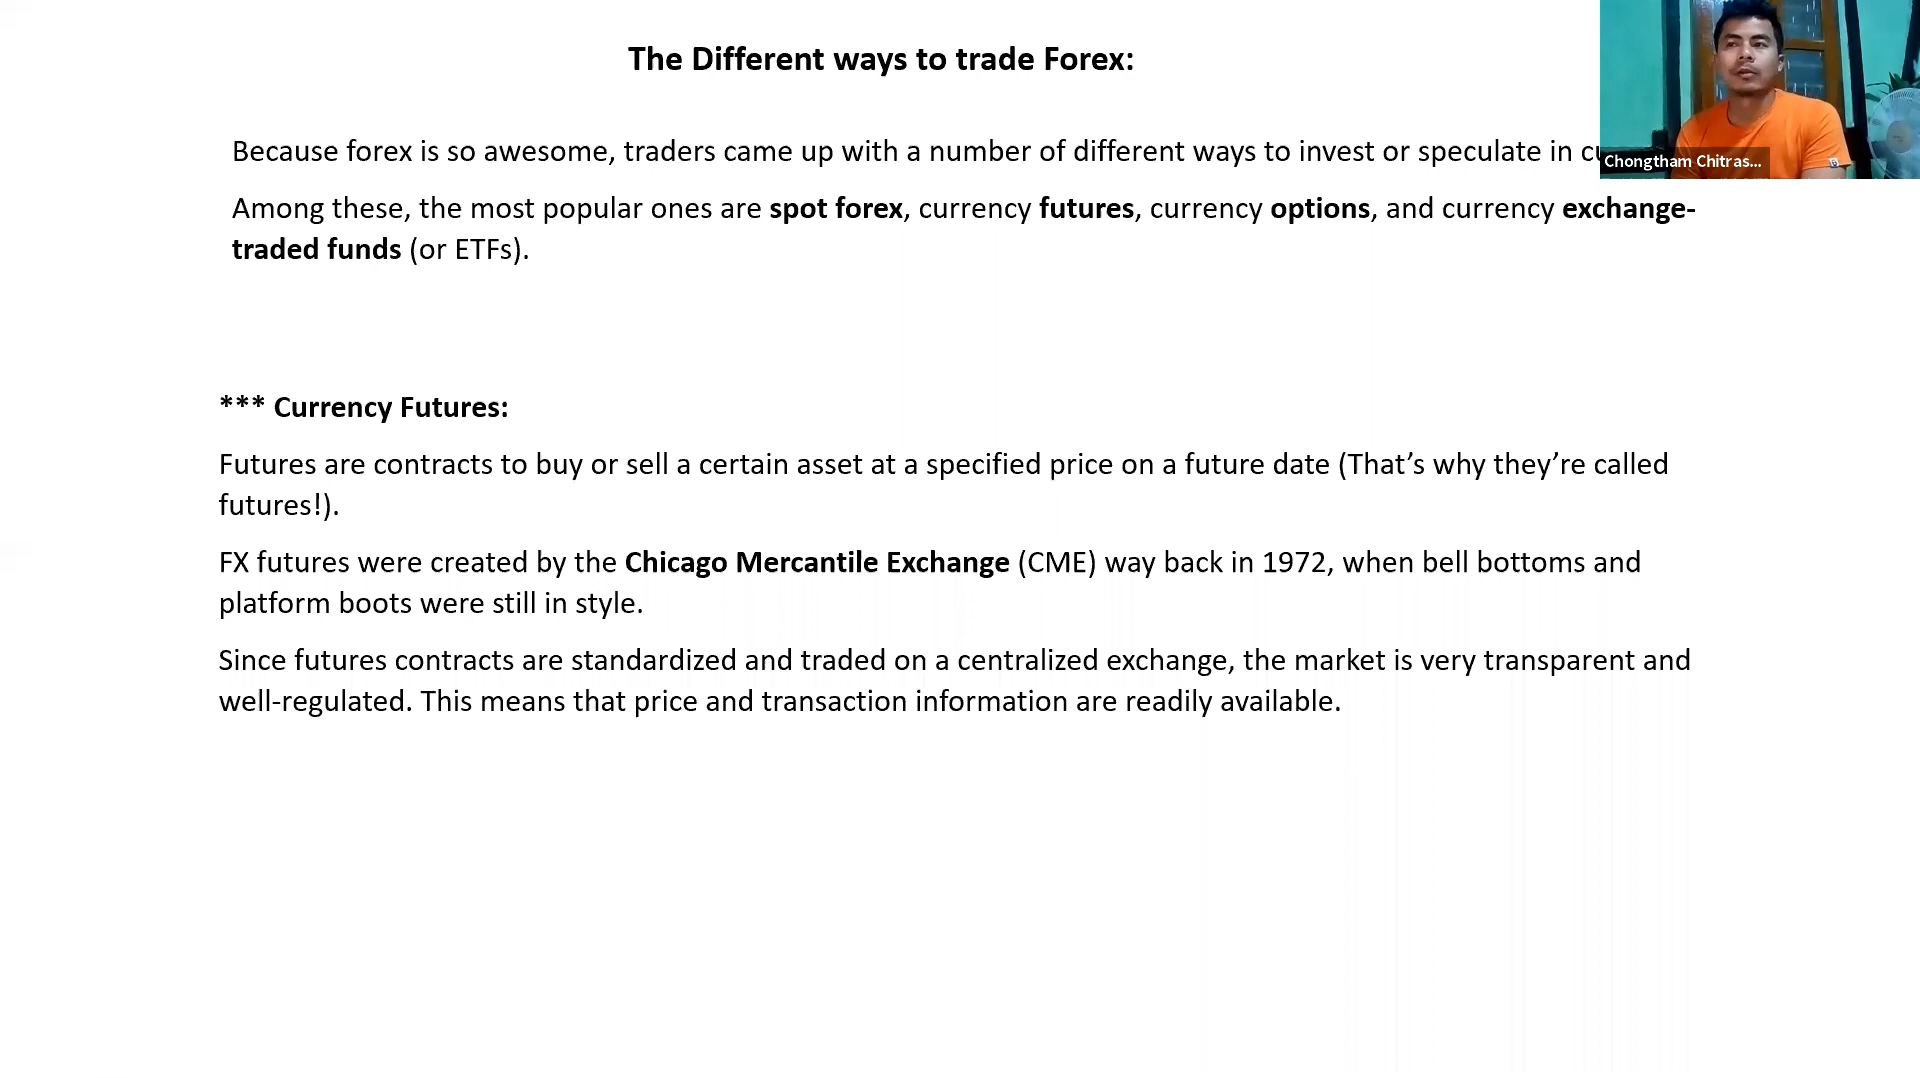 The Different ways to trade Forex:
Because forex is so awesome, traders came up with a number of different ways to invest or speculate in
Chongtham Chitras...
Among these, the most popular ones are spot forex, currency futures, currency options, and currency exchange-
traded funds (or ETFs).
*** Currency Futures:
Futures are contracts to buy or sell a certain asset at a specified price on a future date (That’s why they’re called
futures!).
FX futures were created by the Chicago Mercantile Exchange (CME) way back in 1972, when bell bottoms and
platform boots were still in style.
Since futures contracts are standardized and traded on a centralized exchange, the market is very transparent and
well-regulated. This means that price and transaction information are readily available.